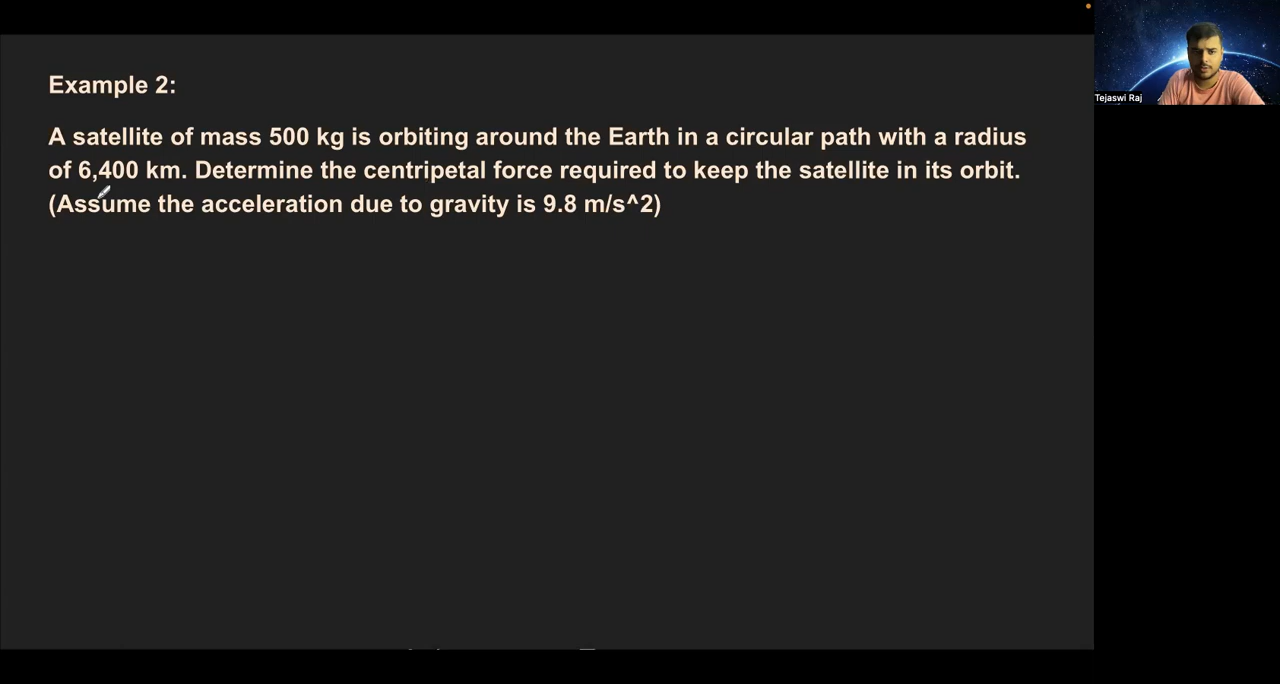 Example 2:
A satellite of mass 500 kg is orbiting around the Earth in a circular path with a radius
of 6,400 km. Determine the centripetal force required to keep the satellite in its orbit.
(Assume the acceleration due to gravity is 9.8 m/s^2)
Tejaswi Raj